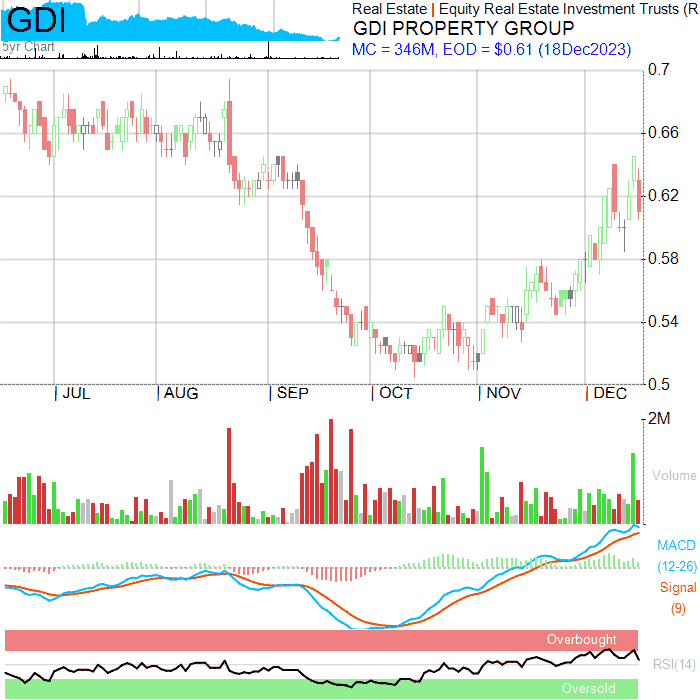 GDI
5yr Chart
Real Estate | Equity Real Estate Investment Trusts (R
GDI PROPERTY GROUP
MC = 346M, EOD = $0.61 (18Dec2023)
0.7
0.66
0.62
0.58
0.54
0.5
| JUL | AUG | SEP | OCT | NOV | DEC
2M
Volume
MACD
(12-26)
Signal
(9)
Overbought
RSI(14)
Oversold